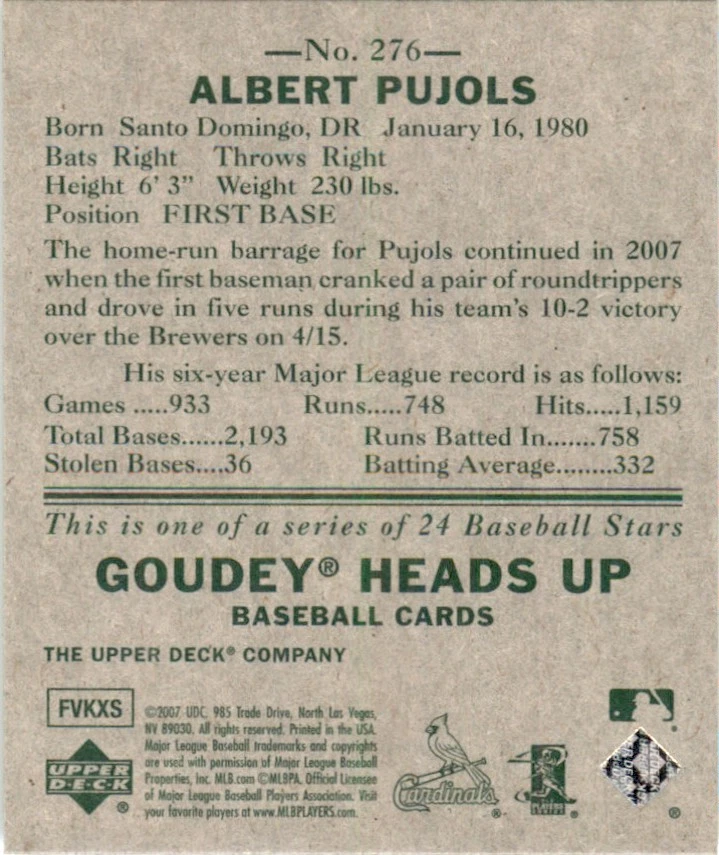 —No. 276—
ALBERT PUJOLS
Born Santo Domingo, DR January 16, 1980
Bats Right Throws Right
Height 6' 3" Weight 230 lbs.
Position FIRST BASE
The home-run barrage for Pujols continued in 2007
when the first baseman cranked a pair of roundtrippers
and drove in five runs during his team's 10-2 victory
over the Brewers on 4/15.
His six-year Major League record is as follows:
Games .....933 Runs.....748 Hits.....1,159
Total Bases......2,193 Runs Batted In.......758
Stolen Bases....36 Batting Average........332
This is one of a series of 24 Baseball Stars
GOUDEY® HEADS UP
BASEBALL CARDS
THE UPPER DECK® COMPANY
FVKXS
©2007 UDC. 985 Trade Drive, North Las Vegas,
NV 89030. All rights reserved. Printed in the USA.
Major League Baseball trademarks and copyrights
are used with permission of Major League Baseball
Properties, Inc. MLB.com ©MLBPA. Official Licensee
of Major League Baseball Players Association. Visit
your favorite players at www.MLBPLAYERS.com.
UPPER
DECK
®
Cardinals
®
PLAYERS
®
®